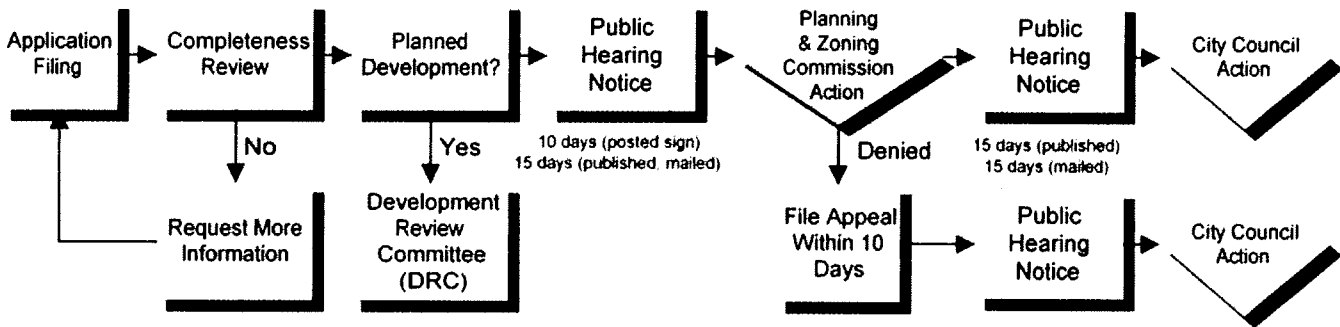 Application
Filing
Completeness
Review
Planned
Development?
Public
Hearing
Notice
Planning
& Zoning
Commission
Action
Public
Hearing
Notice
City Council
Action
No
Yes
10 days (posted sign)
15 days (published, mailed)
Denied
15 days (published)
15 days (mailed)
Request More
Information
Development
Review
Committee
(DRC)
File Appeal
Within 10
Days
Public
Hearing
Notice
City Council
Action